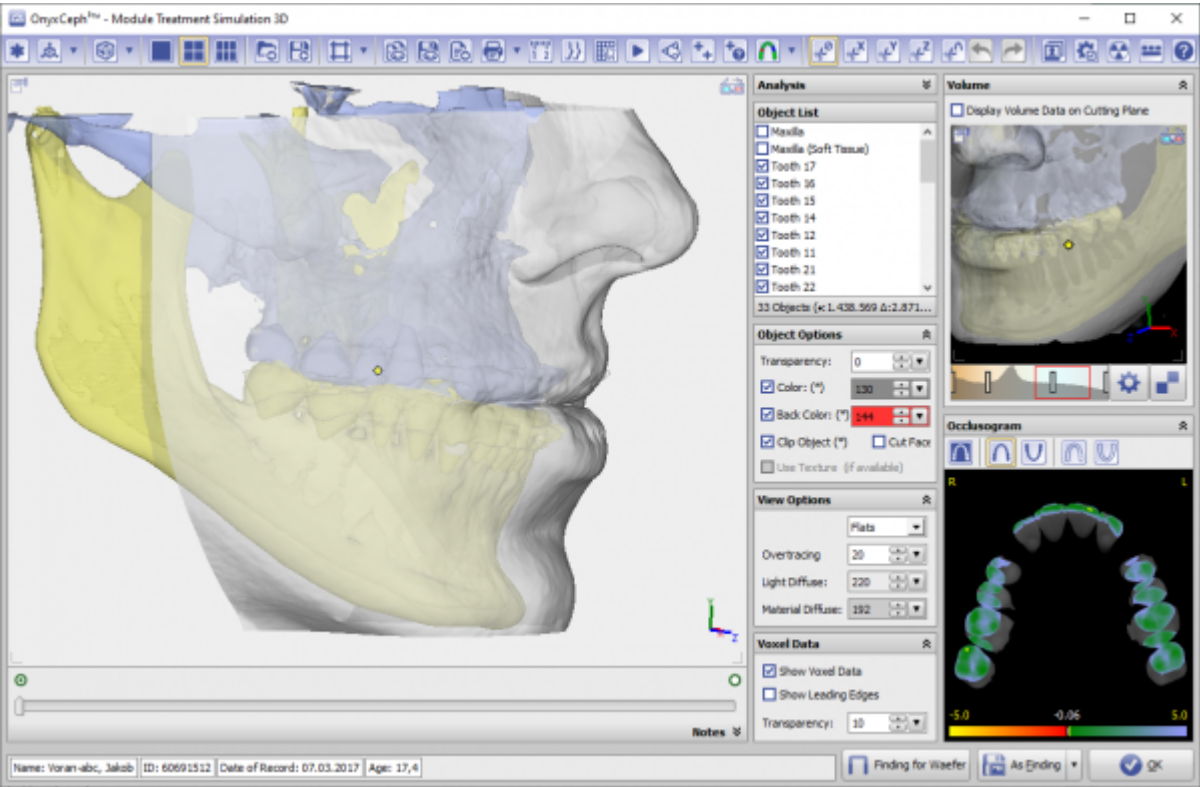 OnyxCeph³™ - Module Treatment Simulation 3D
Analysis
Object List
Maxilla
Maxilla (Soft Tissue)
Tooth 17
Tooth 16
Tooth 15
Tooth 14
Tooth 12
Tooth 11
Tooth 21
Tooth 22
33 Objects (•:1.438.569 Δ:2.871...
Object Options
Transparency: 0
Color: (*) 130
Back Color: (*) 144
Clip Object (*) Cut Face
Use Texture (if available)
View Options
Flats
Overtracing 20
Light Diffuse: 220
Material Diffuse: 192
Voxel Data
Show Voxel Data
Show Leading Edges
Transparency: 10
Volume
Display Volume Data on Cutting Plane
Occlusogram
R L
-5.0 -0.06 5.0
Y
Z
Notes
Name: Voran-abc, Jakob ID: 60691512 Date of Record: 07.03.2017 Age: 17,4
Finding for Waefer As Finding OK